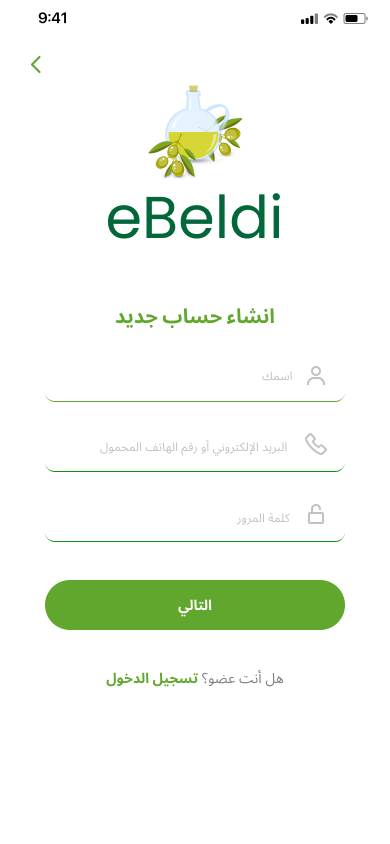 9:41
eBeldi
انشاء حساب جديد
اسمك
البريد الإلكتروني أو رقم الهاتف المحمول
كلمة المرور
التالي
هل أنت عضو؟ تسجيل الدخول